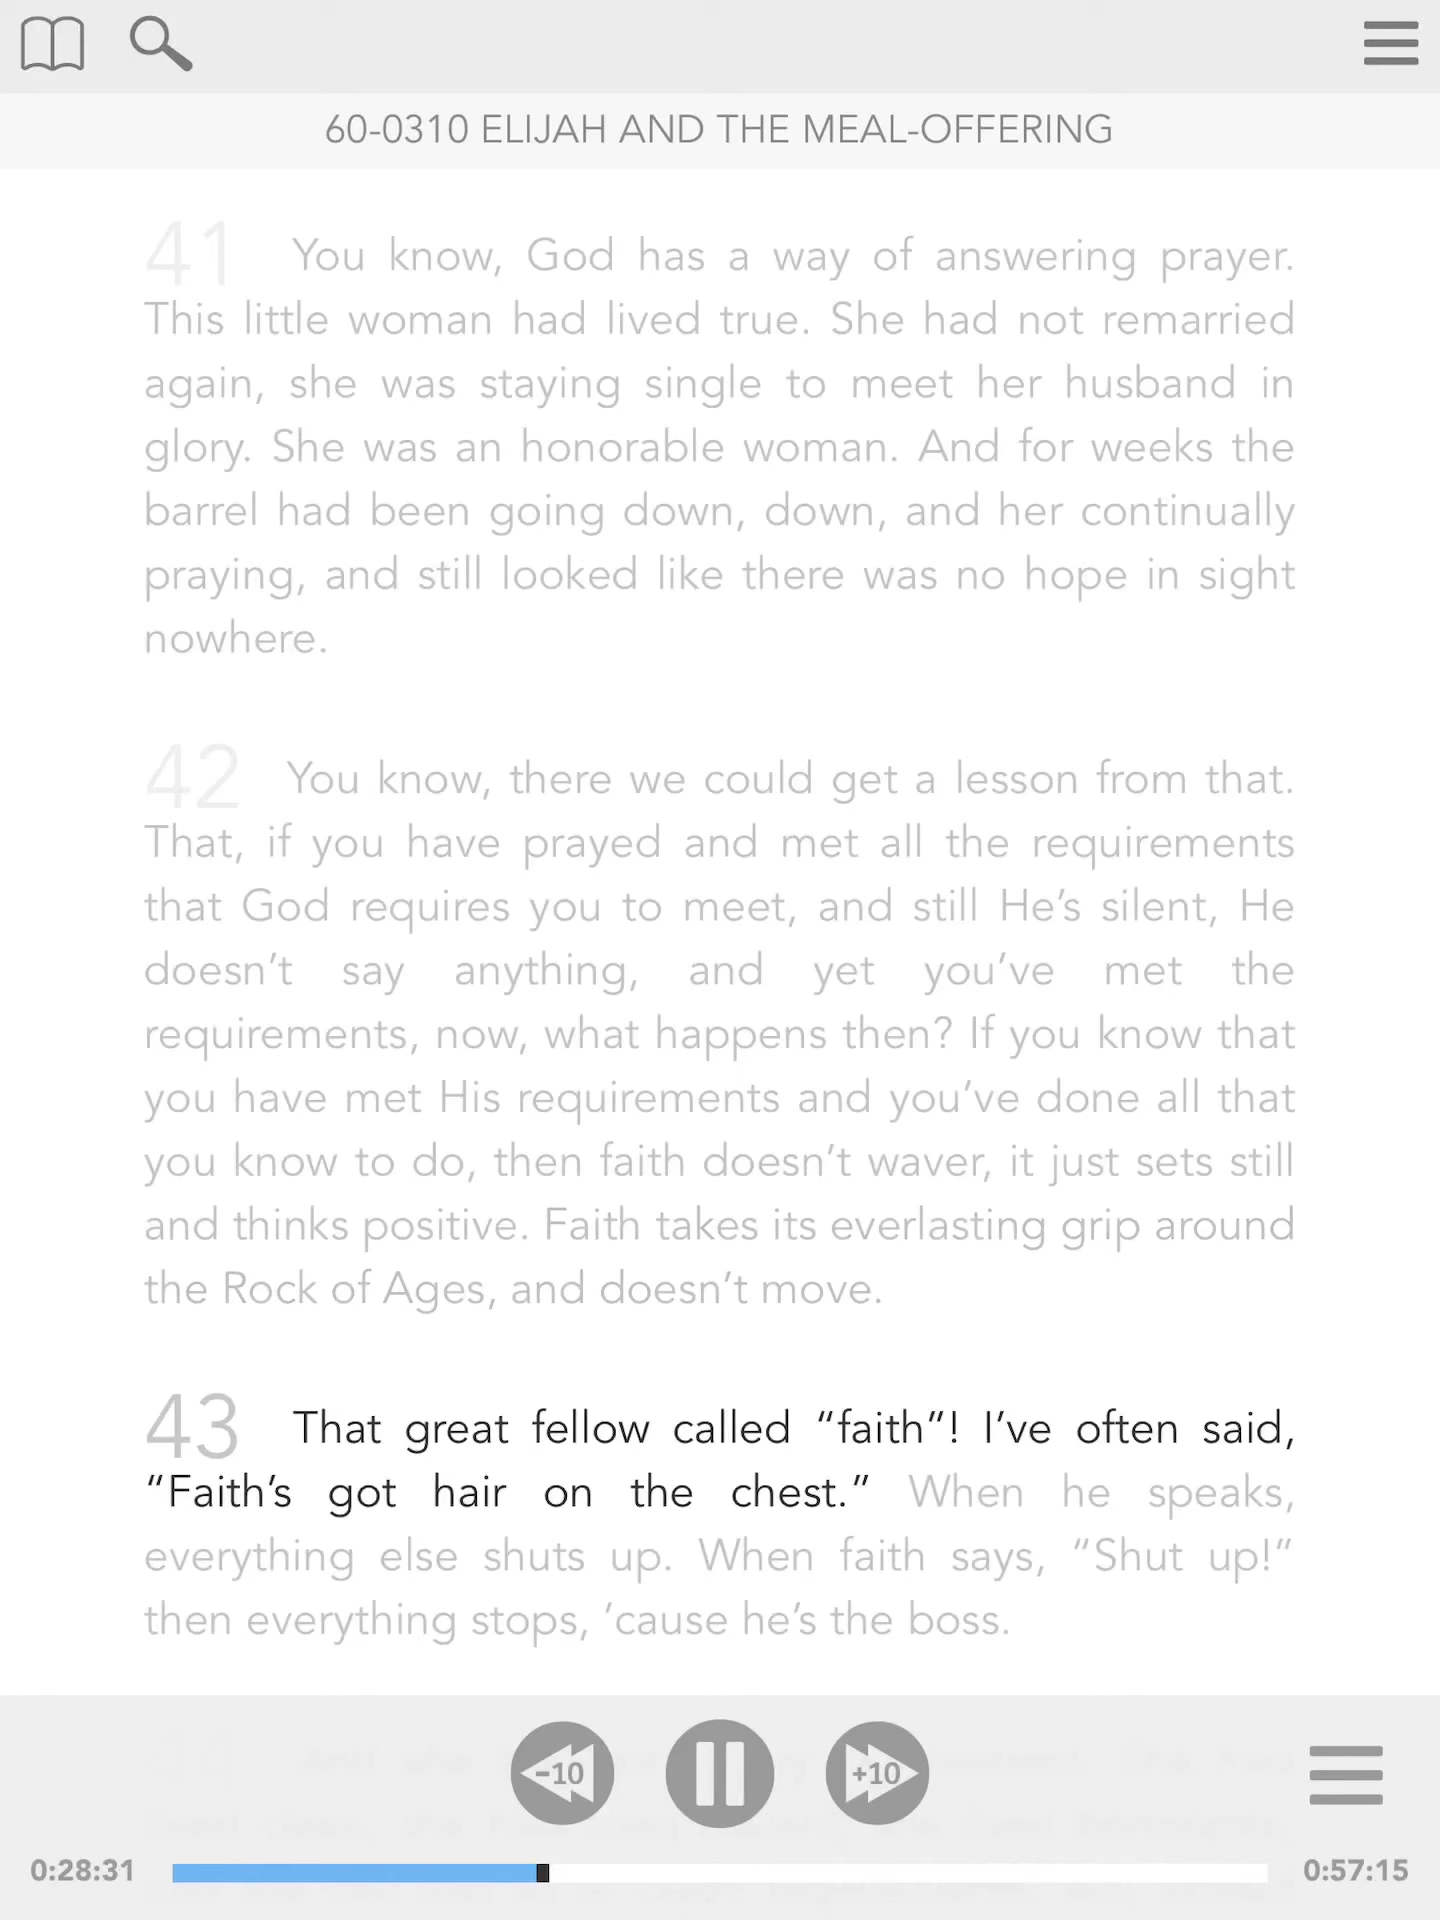 60-0310 ELIJAH AND THE MEAL-OFFERING
41 You know, God has a way of answering prayer.
This little woman had lived true. She had not remarried
again, she was staying single to meet her husband in
glory. She was an honorable woman. And for weeks the
barrel had been going down, down, and her continually
praying, and still looked like there was no hope in sight
nowhere.
42 You know, there we could get a lesson from that.
That, if you have prayed and met all the requirements
that God requires you to meet, and still He’s silent, He
doesn’t say anything, and yet you’ve met the
requirements, now, what happens then? If you know that
you have met His requirements and you’ve done all that
you know to do, then faith doesn’t waver, it just sets still
and thinks positive. Faith takes its everlasting grip around
the Rock of Ages, and doesn’t move.
43 That great fellow called “faith”! I’ve often said,
“Faith’s got hair on the chest.” When he speaks,
everything else shuts up. When faith says, “Shut up!”
then everything stops, ’cause he’s the boss.
-10 +10
0:28:31 0:57:15